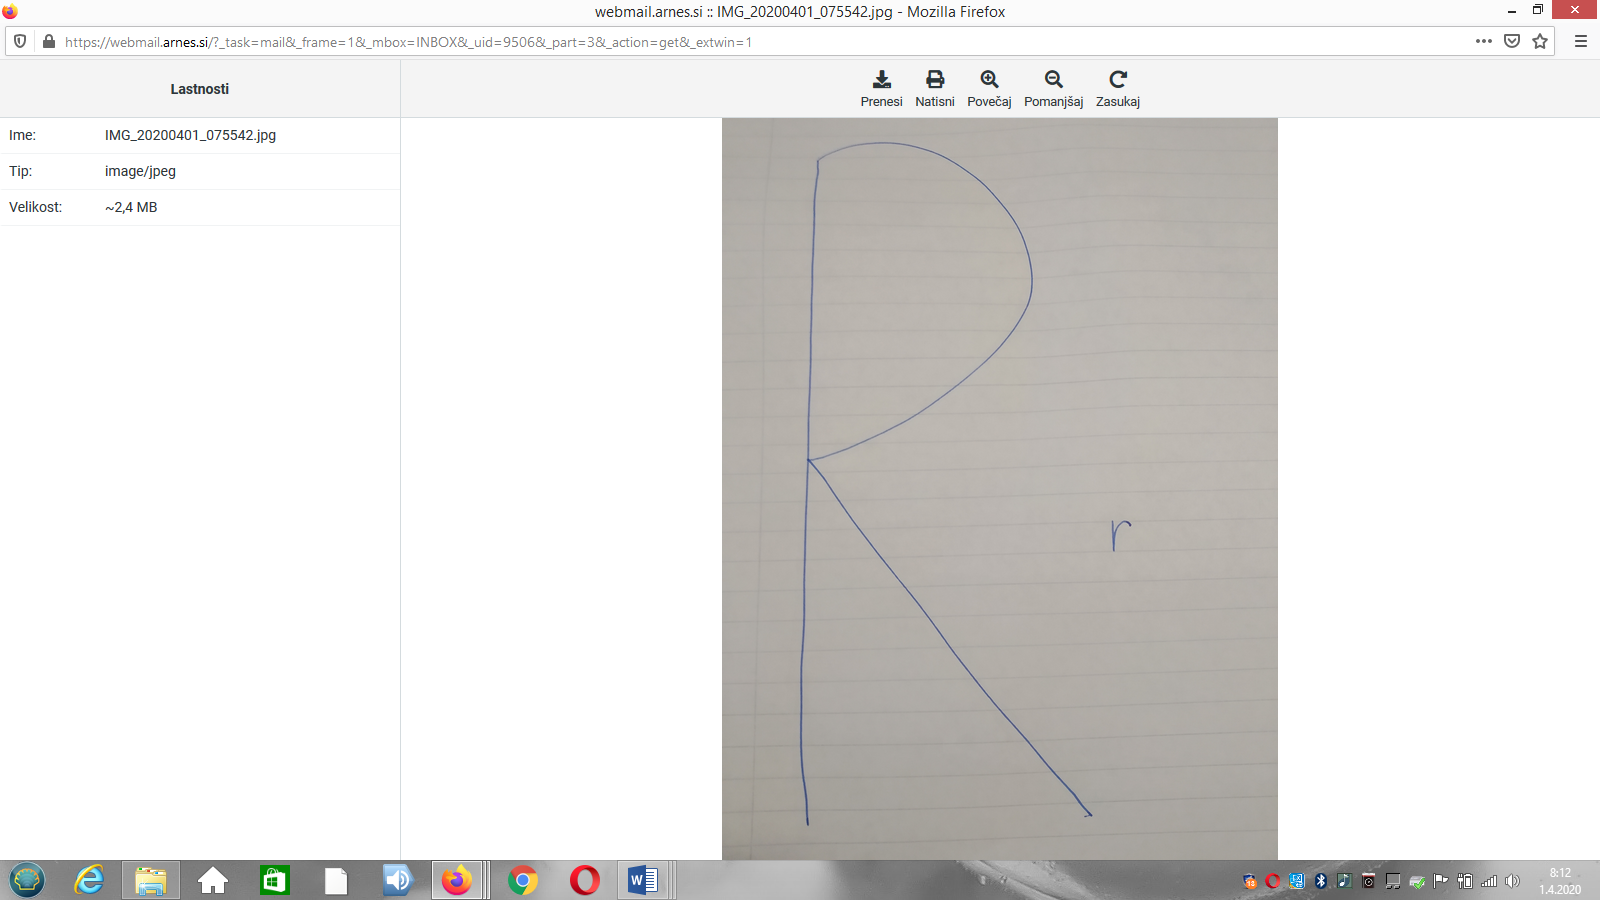 webmail.arnes.si :: IMG_20200401_075542.jpg - Mozilla Firefox
https://webmail.arnes.si/?_task=mail&_frame=1&_mbox=INBOX&_uid=9506&_part=3&_action=get&_extwin=1
Lastnosti
Prenesi Natisni Povečaj Pomanjšaj Zasukaj
Ime: IMG_20200401_075542.jpg
Tip: image/jpeg
Velikost: ~2,4 MB
R
r
8:12
1.4.2020